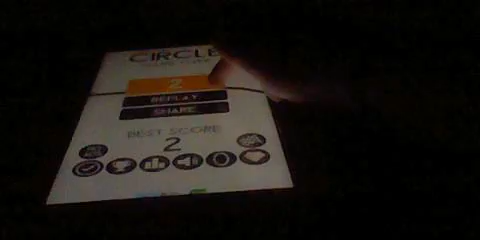 CIRCLE
2
REPLAY
SHARE
BEST SCORE
2